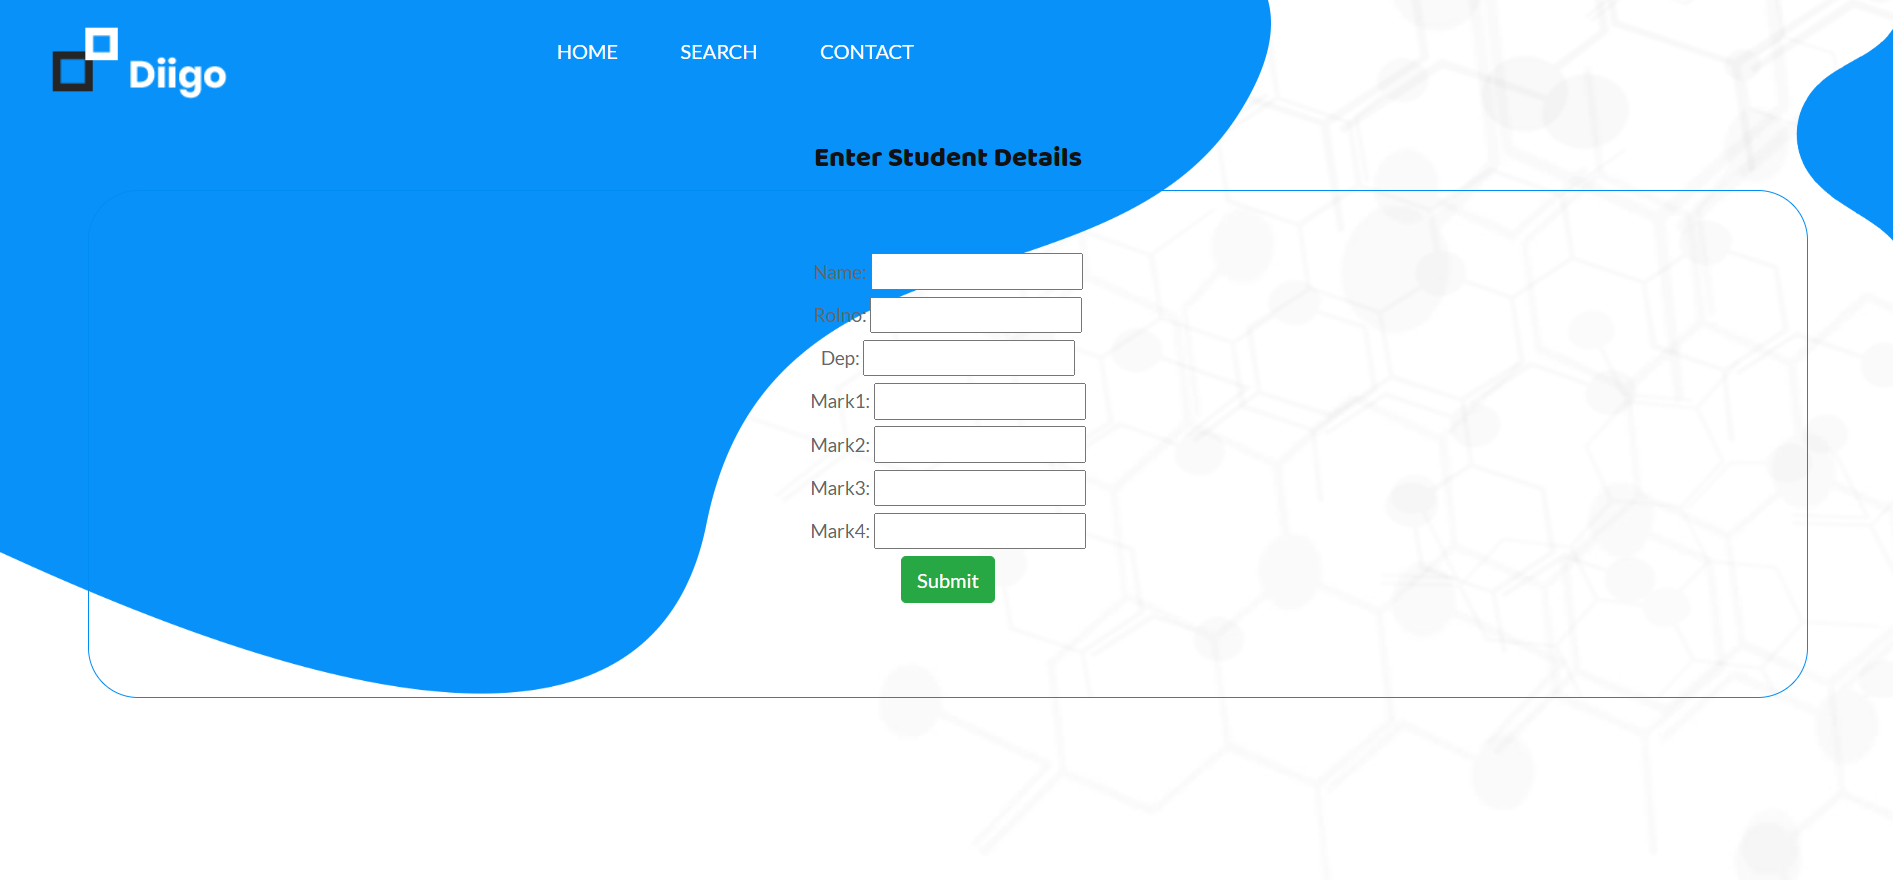 Diigo
HOME SEARCH CONTACT
Enter Student Details
Name:
Rolno:
Dep:
Mark1:
Mark2:
Mark3:
Mark4:
Submit